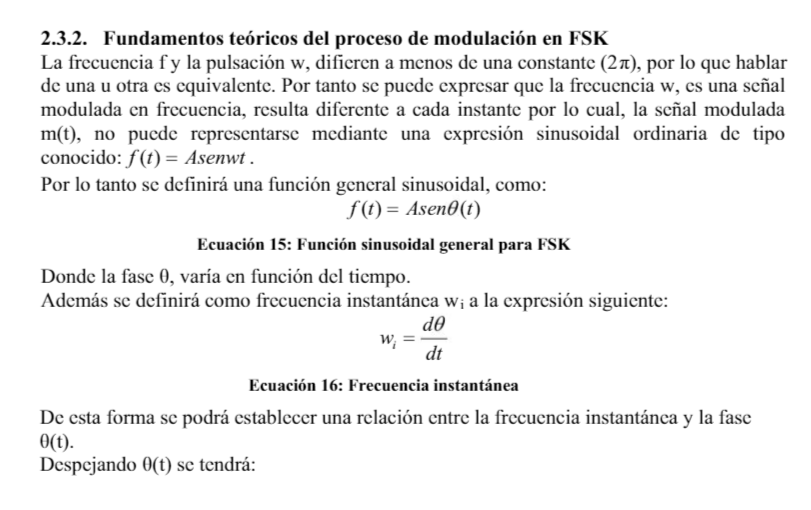 2.3.2. Fundamentos teóricos del proceso de modulación en FSK
La frecuencia f y la pulsación w, difieren a menos de una constante (2π), por lo que hablar
de una u otra es equivalente. Por tanto se puede expresar que la frecuencia w, es una señal
modulada en frecuencia, resulta diferente a cada instante por lo cual, la señal modulada
m(t), no puede representarse mediante una expresión sinusoidal ordinaria de tipo
conocido: f(t) = Asenwt .
Por lo tanto se definirá una función general sinusoidal, como:
f(t) = Asenθ(t)
Ecuación 15: Función sinusoidal general para FSK
Donde la fase θ, varía en función del tiempo.
Además se definirá como frecuencia instantánea wᵢ a la expresión siguiente:
wᵢ = dθ/dt
Ecuación 16: Frecuencia instantánea
De esta forma se podrá establecer una relación entre la frecuencia instantánea y la fase
θ(t).
Despejando θ(t) se tendrá: